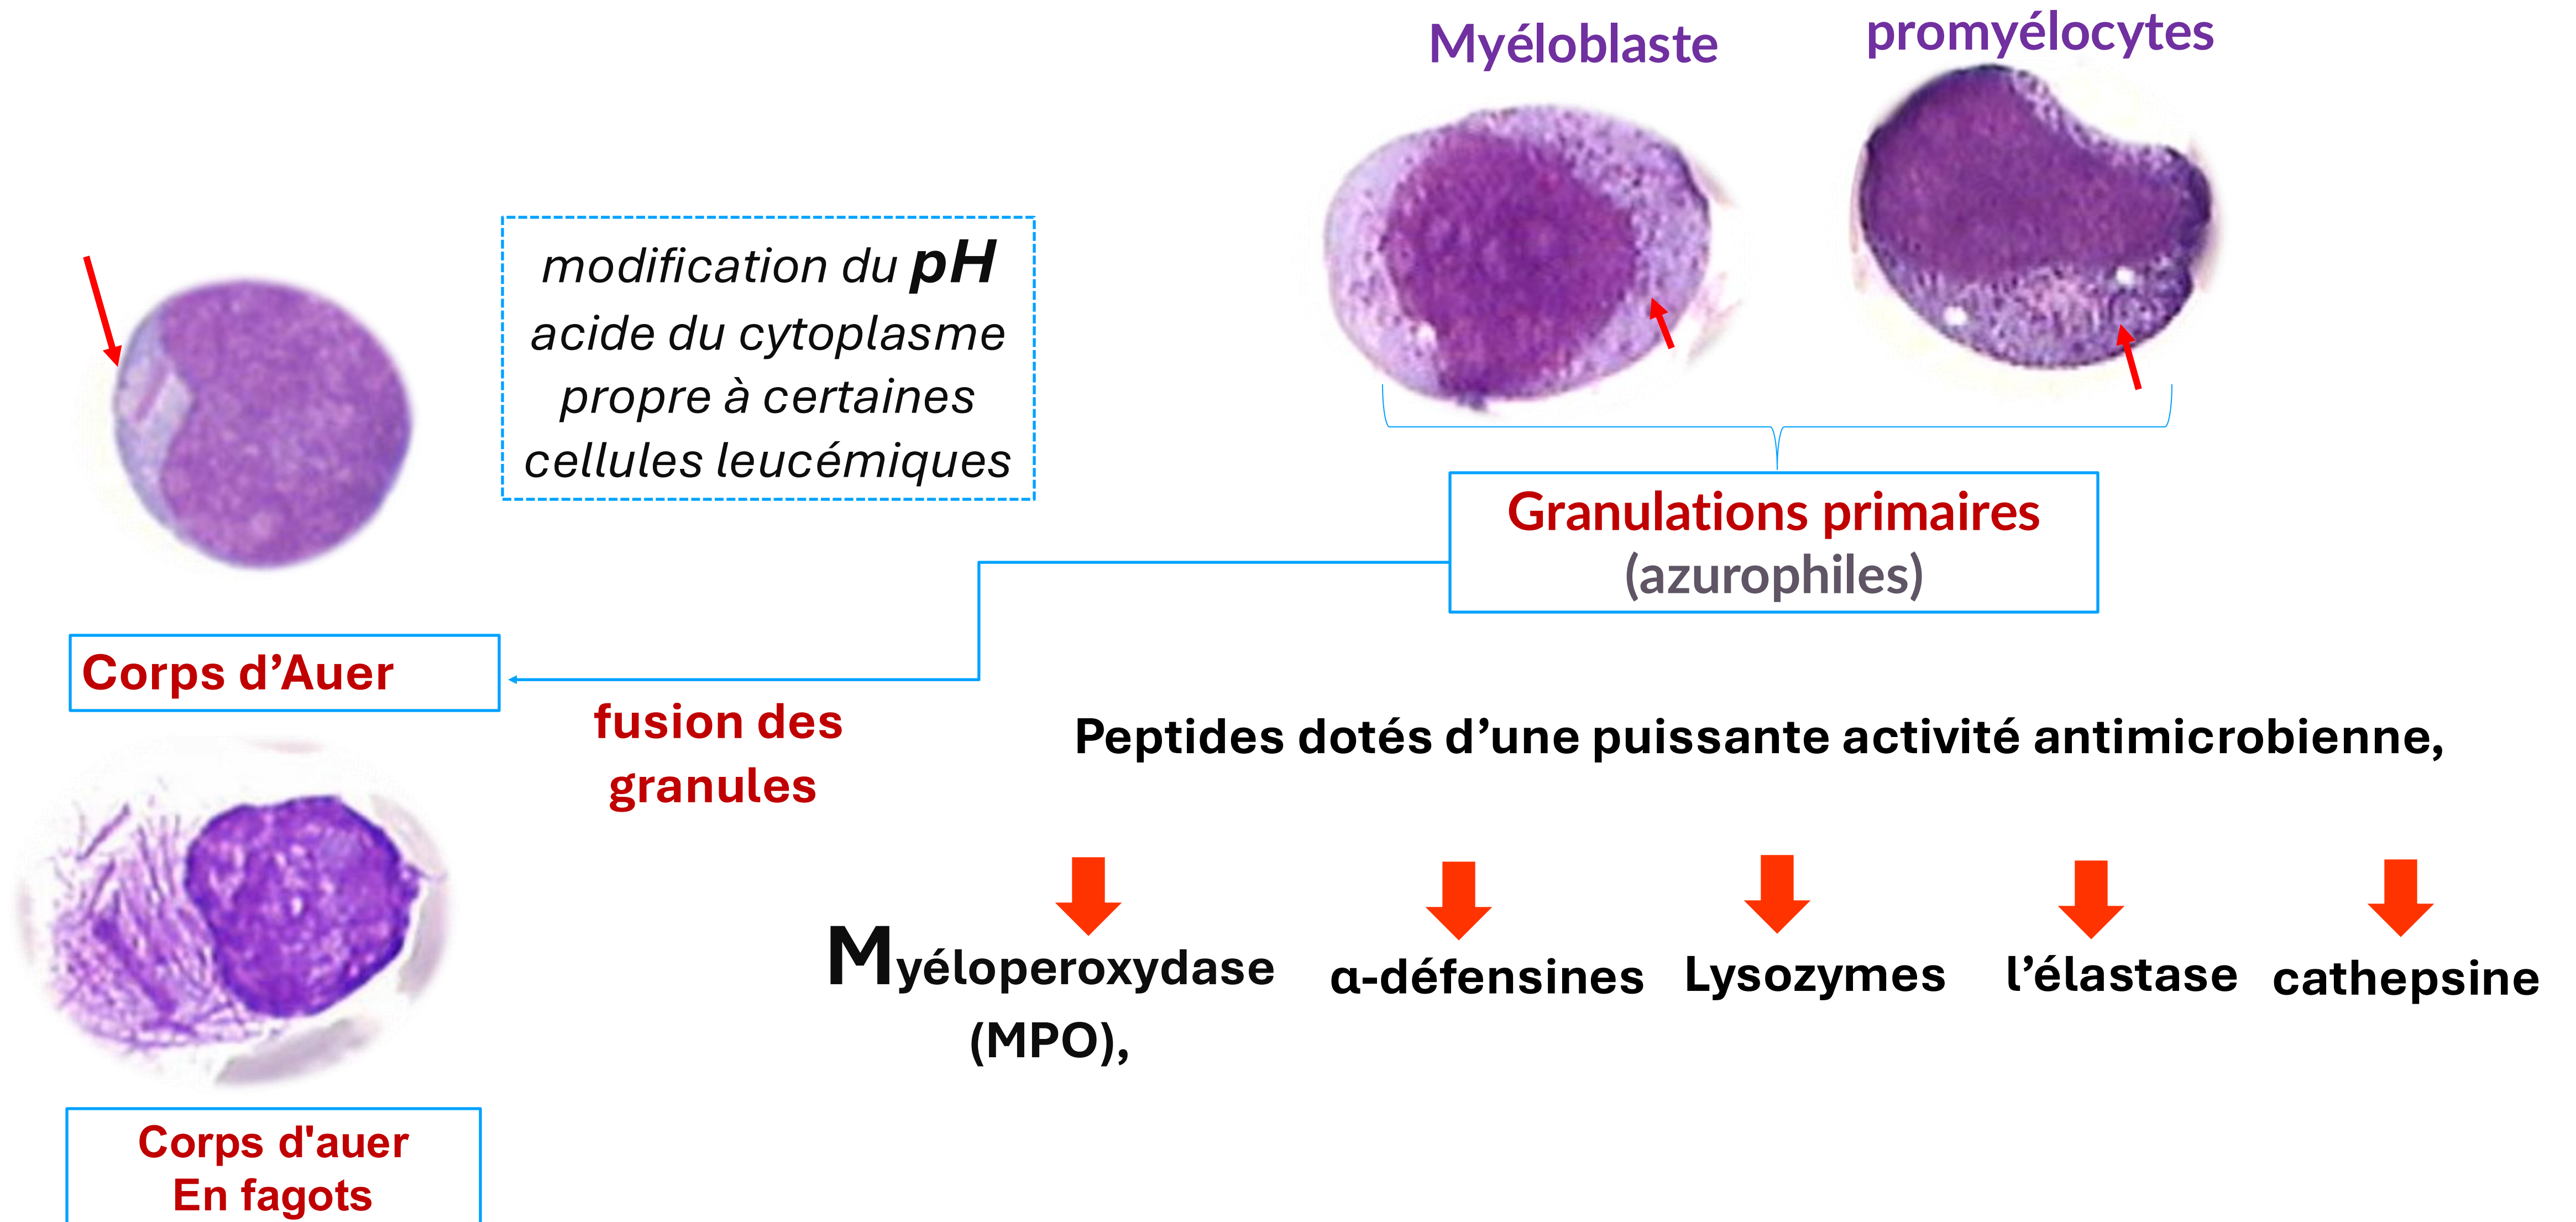 Myéloblaste
promyélocytes
modification du pH
acide du cytoplasme
propre à certaines
cellules leucémiques
Granulations primaires
(azurophiles)
Corps d’Auer
fusion des
granules
Peptides dotés d’une puissante activité antimicrobienne,
Myéloperoxydase
(MPO),
α-défensines
Lysozymes
l’élastase
cathepsine
Corps d'auer
En fagots